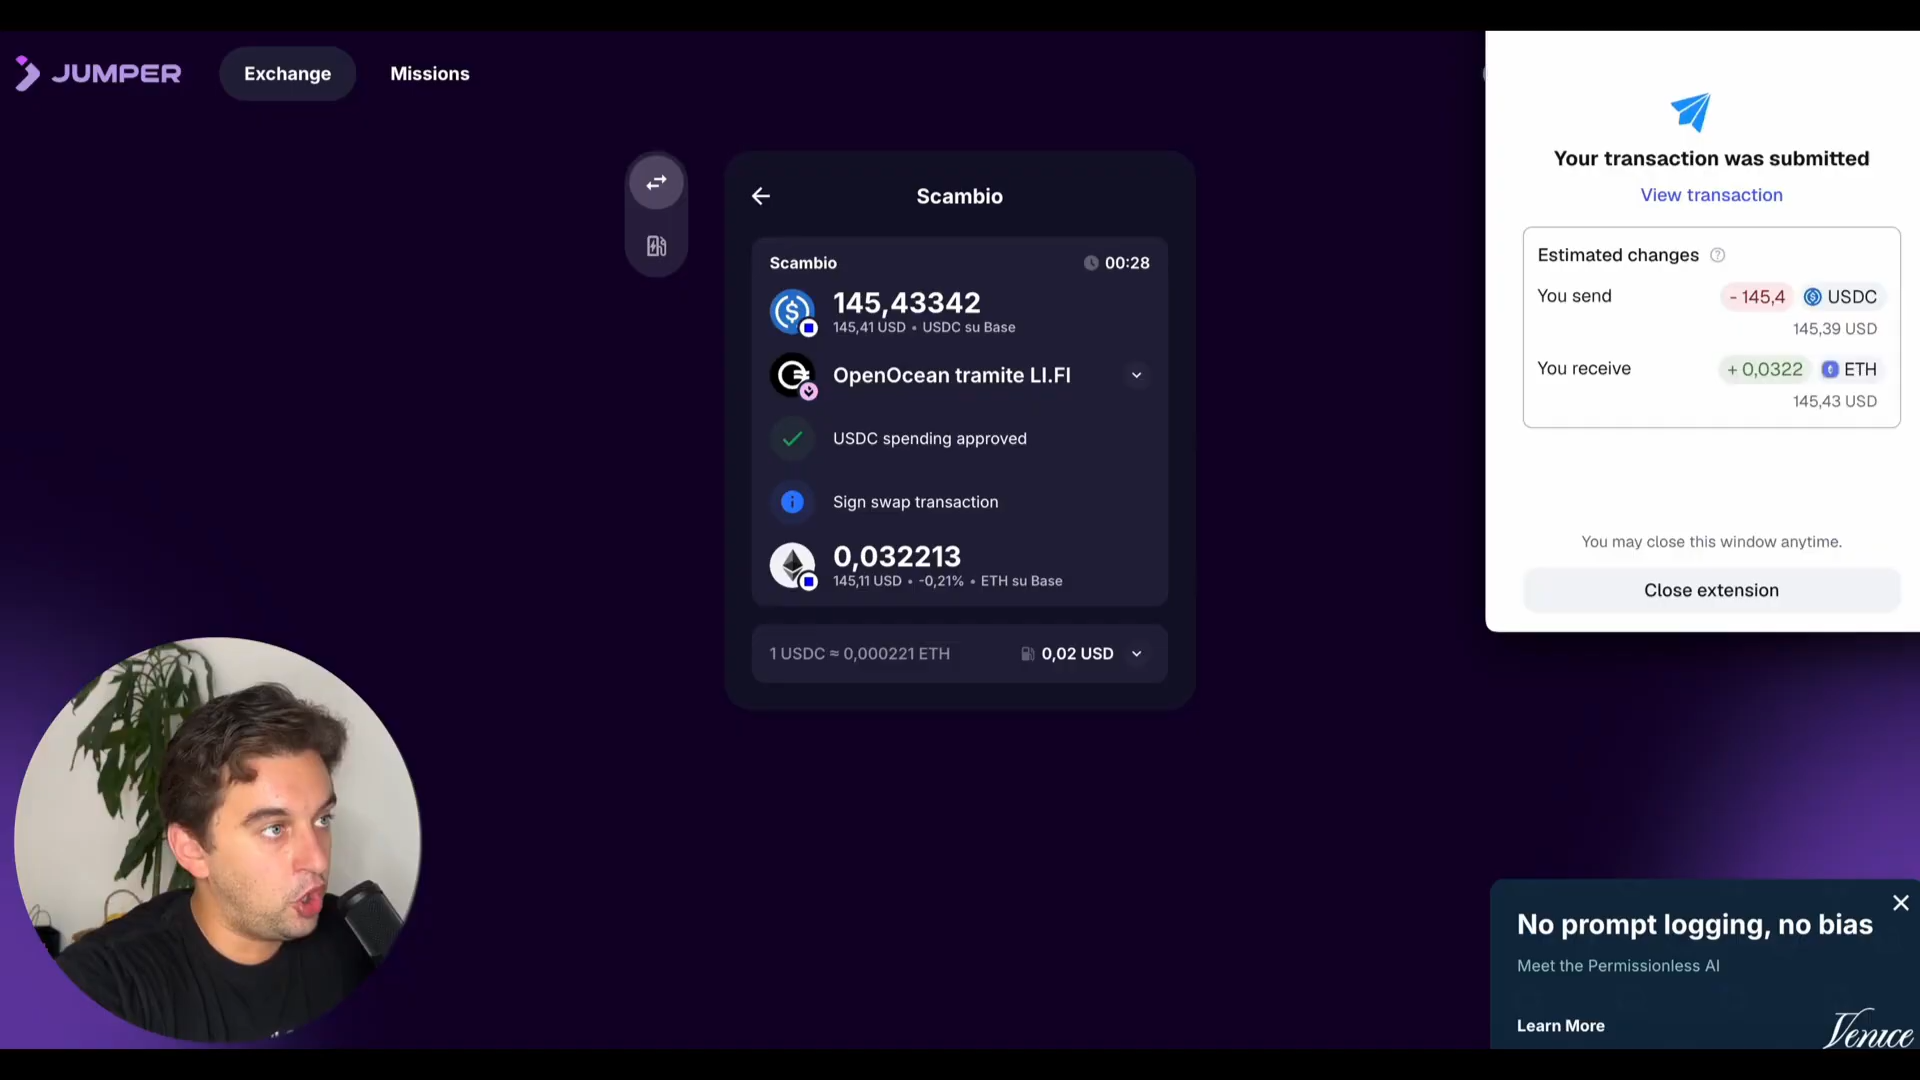 JUMPER
Exchange
Missions
Scambio
Scambio
00:28
145,43342
145,41 USD • USDC su Base
OpenOcean tramite LI.FI
USDC spending approved
Sign swap transaction
0,032213
145,11 USD • -0,21% • ETH su Base
1 USDC ≈ 0,000221 ETH
0,02 USD
Your transaction was submitted
View transaction
Estimated changes
You send
- 145,4
USDC
145,39 USD
You receive
+ 0,0322
ETH
145,43 USD
You may close this window anytime.
Close extension
No prompt logging, no bias
Meet the Permissionless AI
Learn More
Venice